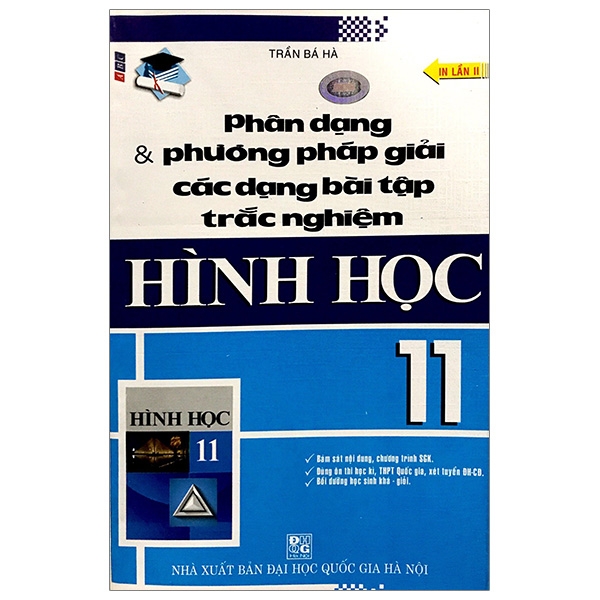 TRẦN BÁ HÀ
IN LẦN II
Phân dạng
& phương pháp giải
các dạng bài tập
trắc nghiệm
HÌNH HỌC
11
HÌNH HỌC
11
Bám sát nội dung, chương trình SGK.
Dùng ôn thi học kì, THPT Quốc gia, xét tuyển ĐH-CĐ.
Bồi dưỡng học sinh khá - giỏi.
NHÀ XUẤT BẢN ĐẠI HỌC QUỐC GIA HÀ NỘI